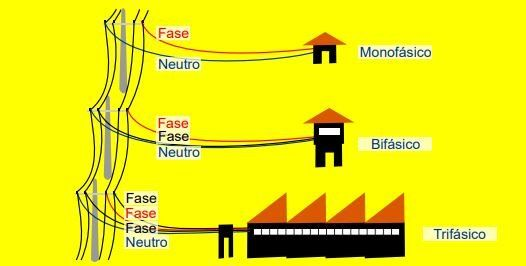 Fase
Neutro
Monofásico
Fase
Fase
Neutro
Bifásico
Fase
Fase
Fase
Neutro
Trifásico